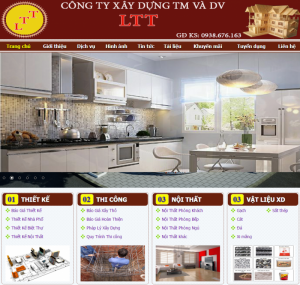 CÔNG TY XÂY DỰNG TM VÀ DV
LTT
LTT
GD KS: 0938.676.163
Trang chủ Giới thiệu Dịch vụ Hình ảnh Tin tức Tài liệu Khuyến mãi Tuyển dụng Liên hệ
01 THIẾT KẾ
Báo Giá Thiết Kế
Thiết Kế Nhà Phố
Thiết Kế Biệt Thự
Thiết Kế Nội Thất
02 THI CÔNG
Báo Giá Xây Thô
Báo Giá Hoàn Thiện
Pháp Lý Xây Dựng
Quy Trình Thi công
03 NỘI THẤT
Nội Thất Phòng Khách
Nội Thất Phòng Bếp
Nội Thất Phòng Ngủ
Nội Thất khác
03 VẬT LIỆU XD
Gạch Sắt thép
Cát
Đá
Xi măng